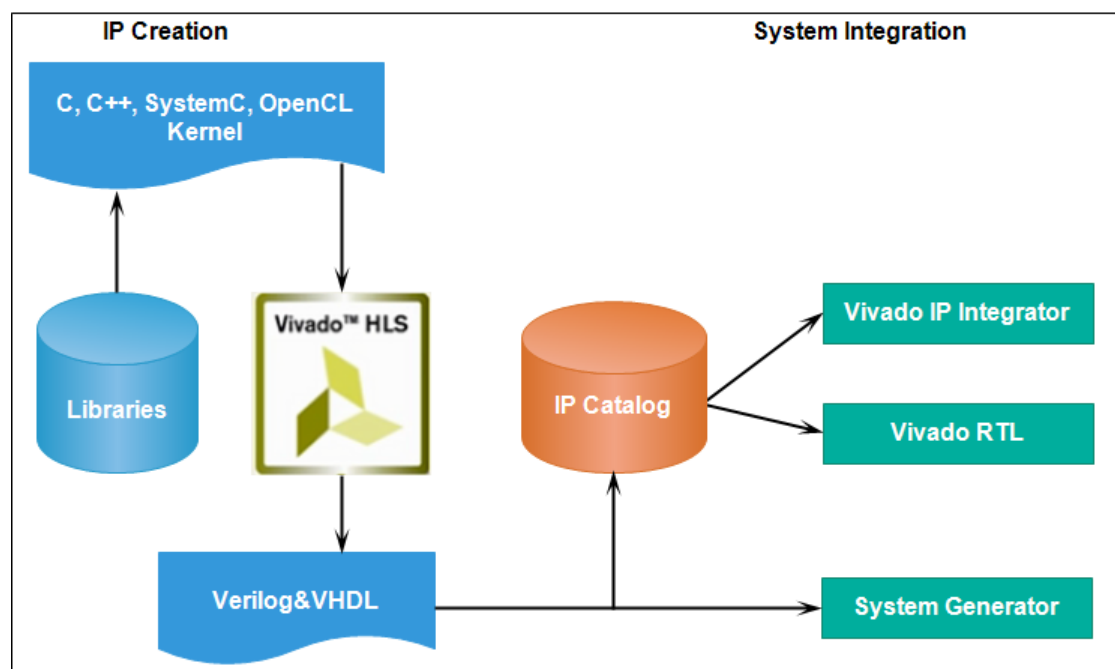 IP Creation
System Integration
C, C++, SystemC, OpenCL
Kernel
Vivado™ HLS
Libraries
IP Catalog
Vivado IP Integrator
Vivado RTL
Verilog&VHDL
System Generator